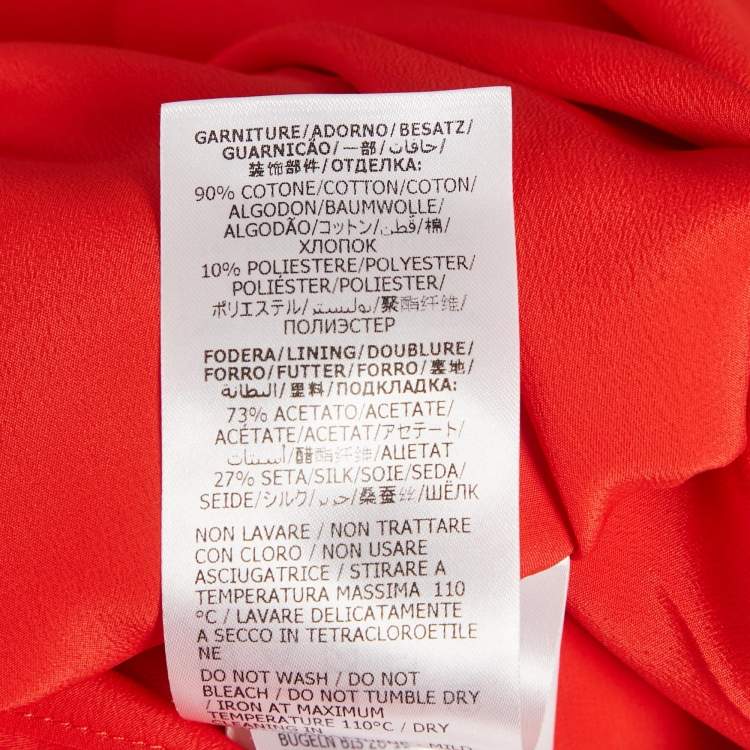 GARNITURE/ADORNO/BESATZ/
GUARNICÃO/一部/حافات/
装饰部件/ОТДЕЛКА:
90% COTONE/COTTON/COTON/
ALGODON/BAUMWOLLE/
ALGODÃO/コットン/قطن/棉/
ХЛОПОК
10% POLIESTERE/POLYESTER/
POLIÉSTER/POLIESTER/
ポリエステル/بوليستر/聚酯纤维/
ПОЛИЭСТЕР
FODERA/LINING/DOUBLURE/
FORRO/FUTTER/FORRO/裏地/
البطانة/里料/ПОДКЛАДКА:
73% ACETATO/ACETATE/
ACÉTATE/ACETAT/アセテート/
أسيتات/醋酯纤维/АЦЕТАТ
27% SETA/SILK/SOIE/SEDA/
SEIDE/シルク/حرير/桑蚕丝/ШЁЛК
NON LAVARE / NON TRATTARE
CON CLORO / NON USARE
ASCIUGATRICE / STIRARE A
TEMPERATURA MASSIMA 110
°C / LAVARE DELICATAMENTE
A SECCO IN TETRACLOROETILE
NE
DO NOT WASH / DO NOT
BLEACH / DO NOT TUMBLE DRY
/ IRON AT MAXIMUM
TEMPERATURE 110°C / DRY
CLEANING IN
BÜGELN BIS - MILD